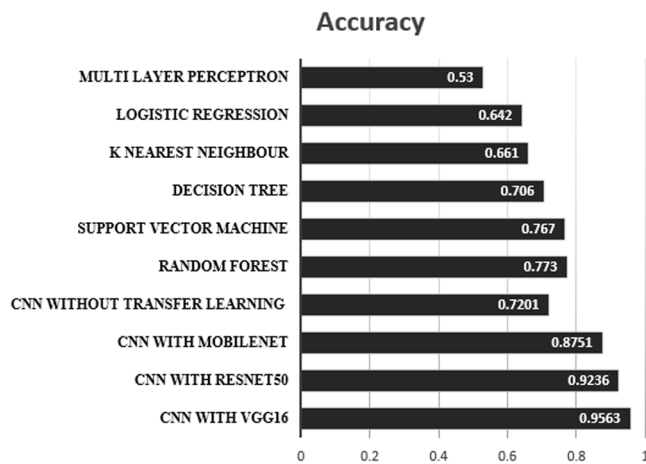 Accuracy
MULTI LAYER PERCEPTRON 0.53
LOGISTIC REGRESSION 0.642
K NEAREST NEIGHBOUR 0.661
DECISION TREE 0.706
SUPPORT VECTOR MACHINE 0.767
RANDOM FOREST 0.773
CNN WITHOUT TRANSFER LEARNING 0.7201
CNN WITH MOBILENET 0.8751
CNN WITH RESNET50 0.9236
CNN WITH VGG16 0.9563
0 0.2 0.4 0.6 0.8 1